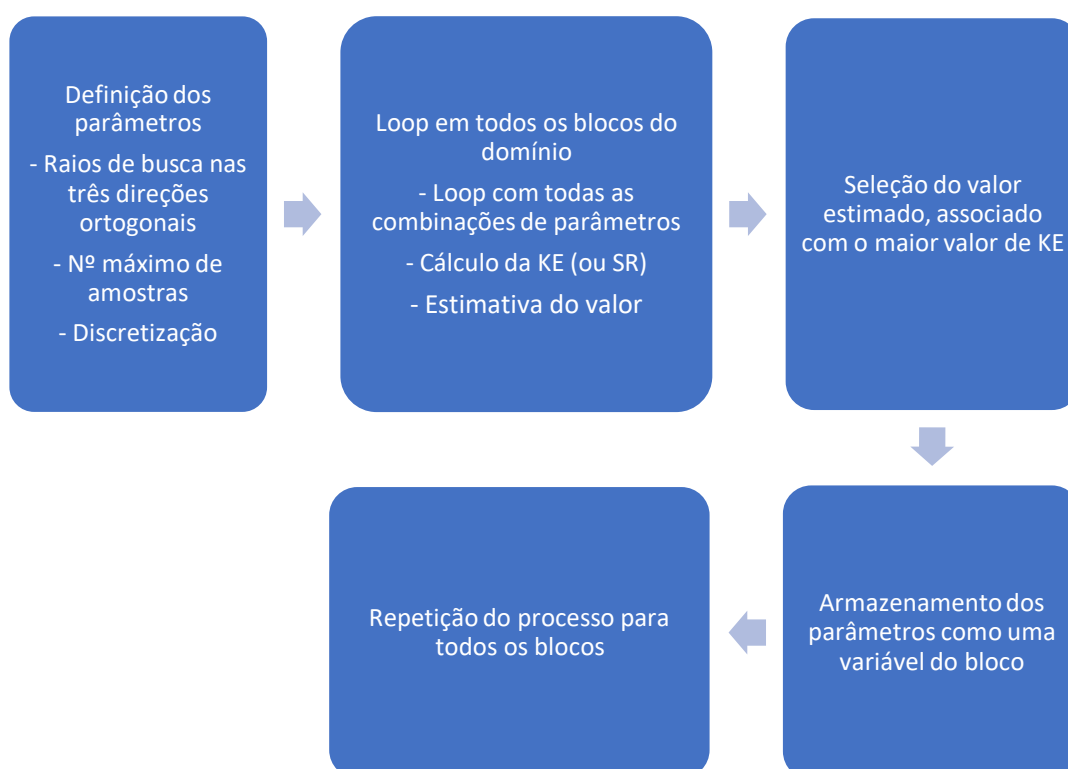 Definição dos
parâmetros
- Raios de busca nas
três direções
ortogonais
- Nº máximo de
amostras
- Discretização
Loop em todos os blocos do
domínio
- Loop com todas as
combinações de parâmetros
- Cálculo da KE (ou SR)
- Estimativa do valor
Seleção do valor
estimado, associado
com o maior valor de KE
Armazenamento dos
parâmetros como uma
variável do bloco
Repetição do processo para
todos os blocos